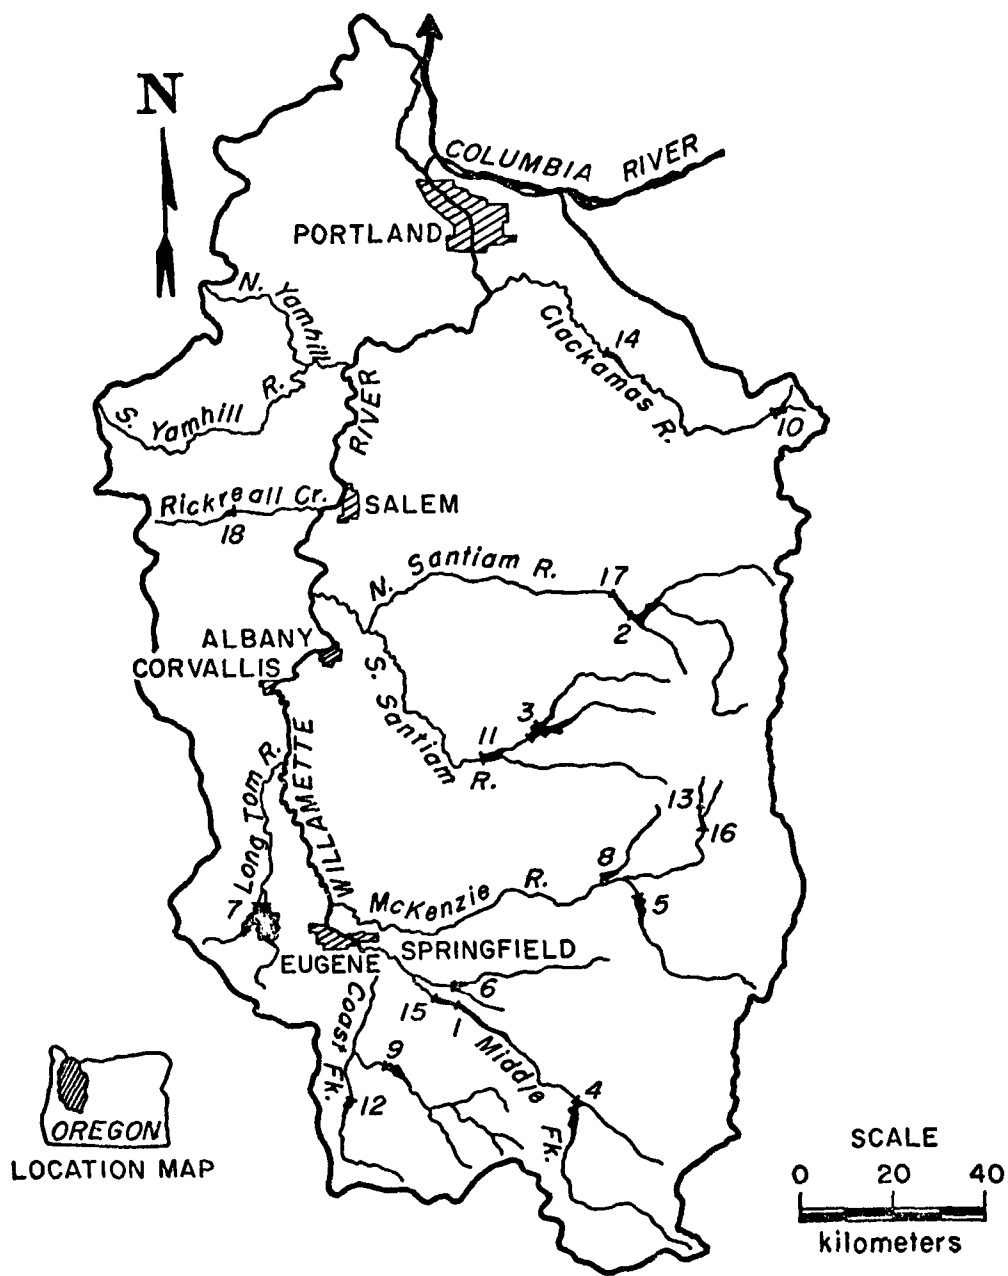 N
COLUMBIA RIVER
PORTLAND
N. Yamhill
Clackamas R.
14
S. Yamhill R.
RIVER
10
Rickreall Cr.
SALEM
18
N. Santiam R.
17
2
ALBANY
CORVALLIS
S. Santiam R.
3
11
WILLAMETTE
Long Tom R.
13
16
8
McKenzie R.
5
7
SPRINGFIELD
EUGENE
6
15
1
Coast Fk.
Middle Fk.
9
4
12
OREGON
LOCATION MAP
SCALE
0 20 40
kilometers